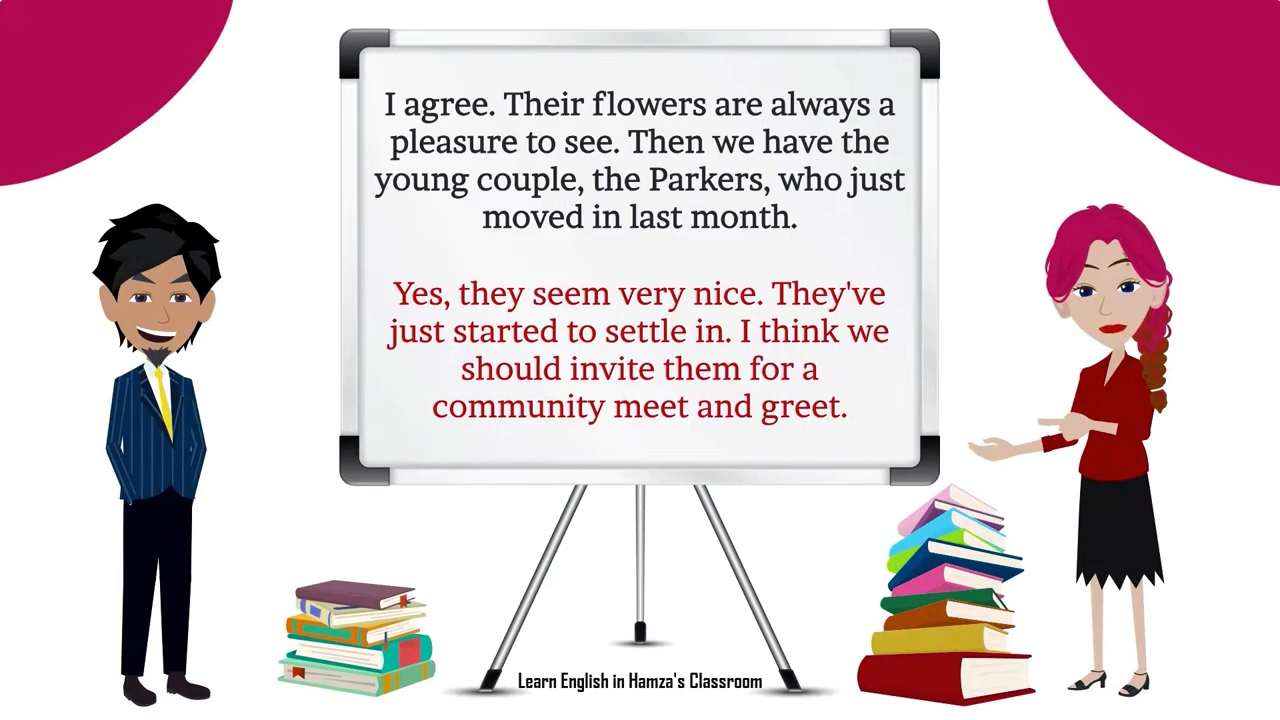 I agree. Their flowers are always a
pleasure to see. Then we have the
young couple, the Parkers, who just
moved in last month.
Yes, they seem very nice. They've
just started to settle in. I think we
should invite them for a
community meet and greet.
Learn English in Hamza's Classroom